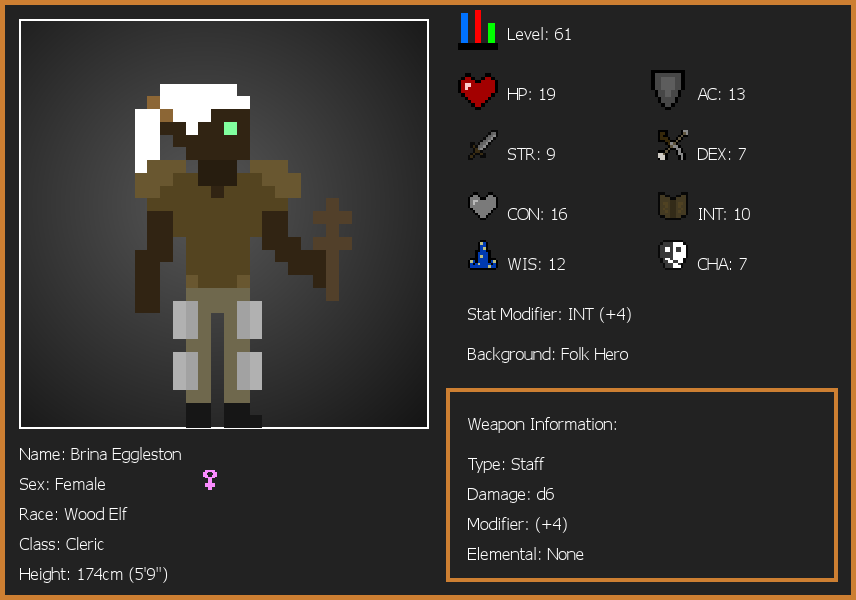 Level: 61
HP: 19
AC: 13
STR: 9
DEX: 7
CON: 16
INT: 10
WIS: 12
CHA: 7
Stat Modifier: INT (+4)
Background: Folk Hero
Weapon Information:
Type: Staff
Damage: d6
Modifier: (+4)
Elemental: None
Name: Brina Eggleston
Sex: Female
Race: Wood Elf
Class: Cleric
Height: 174cm (5'9")